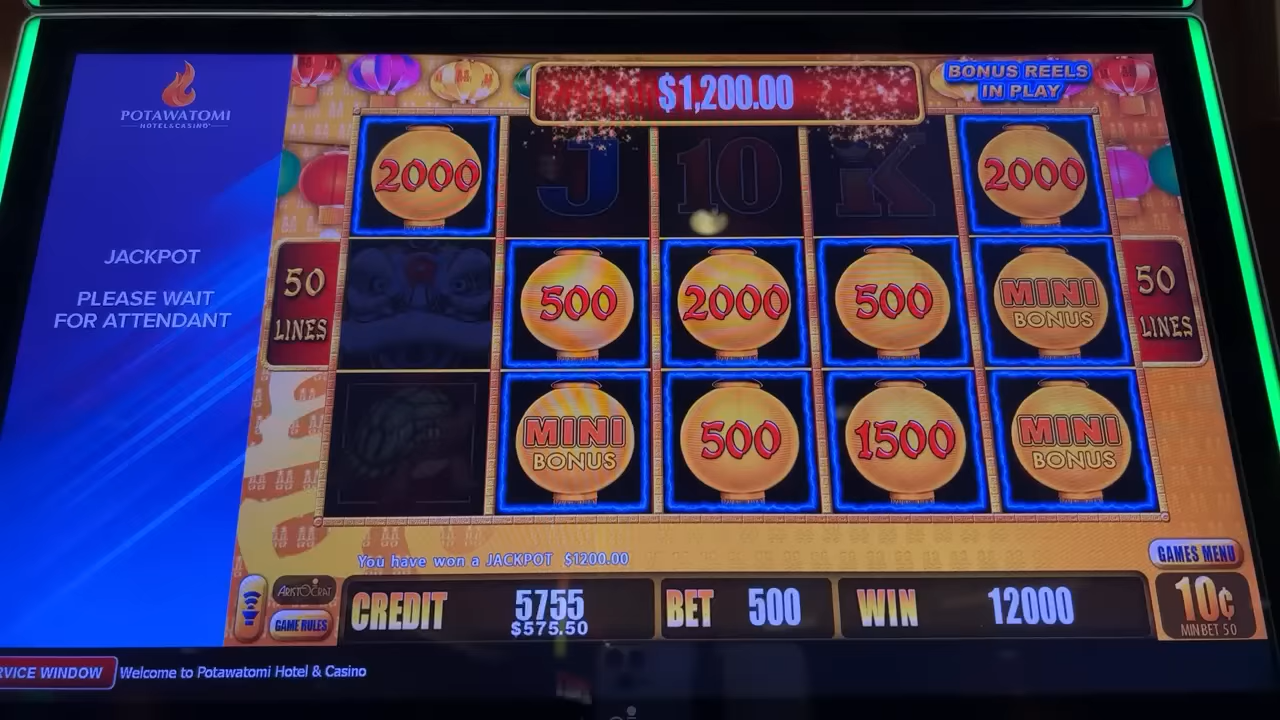 POTAWATOMI
HOTEL & CASINO
JACKPOT
PLEASE WAIT
FOR ATTENDANT
$1,200.00
BONUS REELS
IN PLAY
2000
J
10
K
2000
50
LINES
500
2000
500
MINI
BONUS
50
LINES
MINI
BONUS
500
1500
MINI
BONUS
You have won a JACKPOT $1200.00
GAMES MENU
ARISTOCRAT
GAME RULES
CREDIT
5755
$575.50
BET
500
WIN
12000
10¢
MIN BET 50
RVICE WINDOW
Welcome to Potawatomi Hotel & Casino